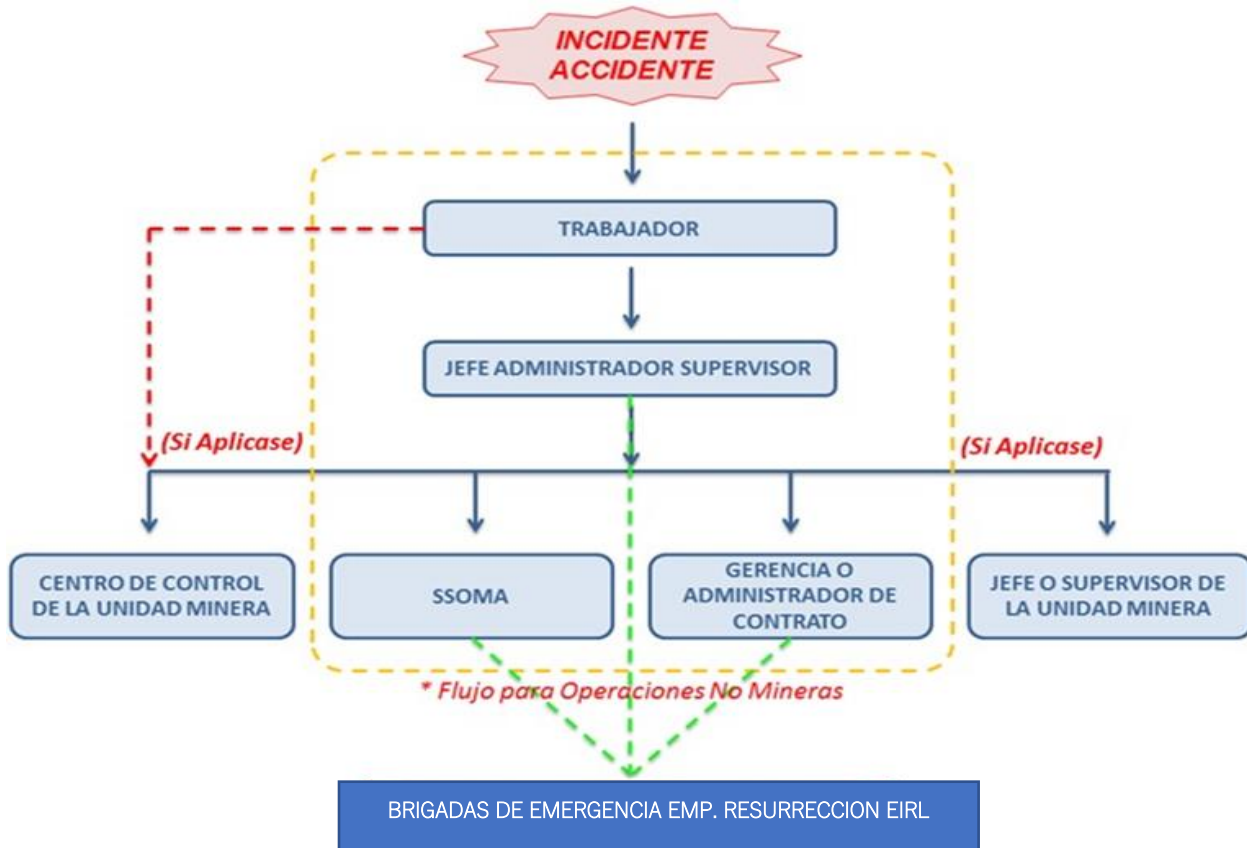 INCIDENTE
ACCIDENTE
TRABAJADOR
JEFE ADMINISTRADOR SUPERVISOR
(Si Aplicase)
(Si Aplicase)
CENTRO DE CONTROL
DE LA UNIDAD MINERA
SSOMA
GERENCIA O
ADMINISTRADOR DE
CONTRATO
JEFE O SUPERVISOR DE
LA UNIDAD MINERA
* Flujo para Operaciones No Mineras
BRIGADAS DE EMERGENCIA EMP. RESURRECCION EIRL